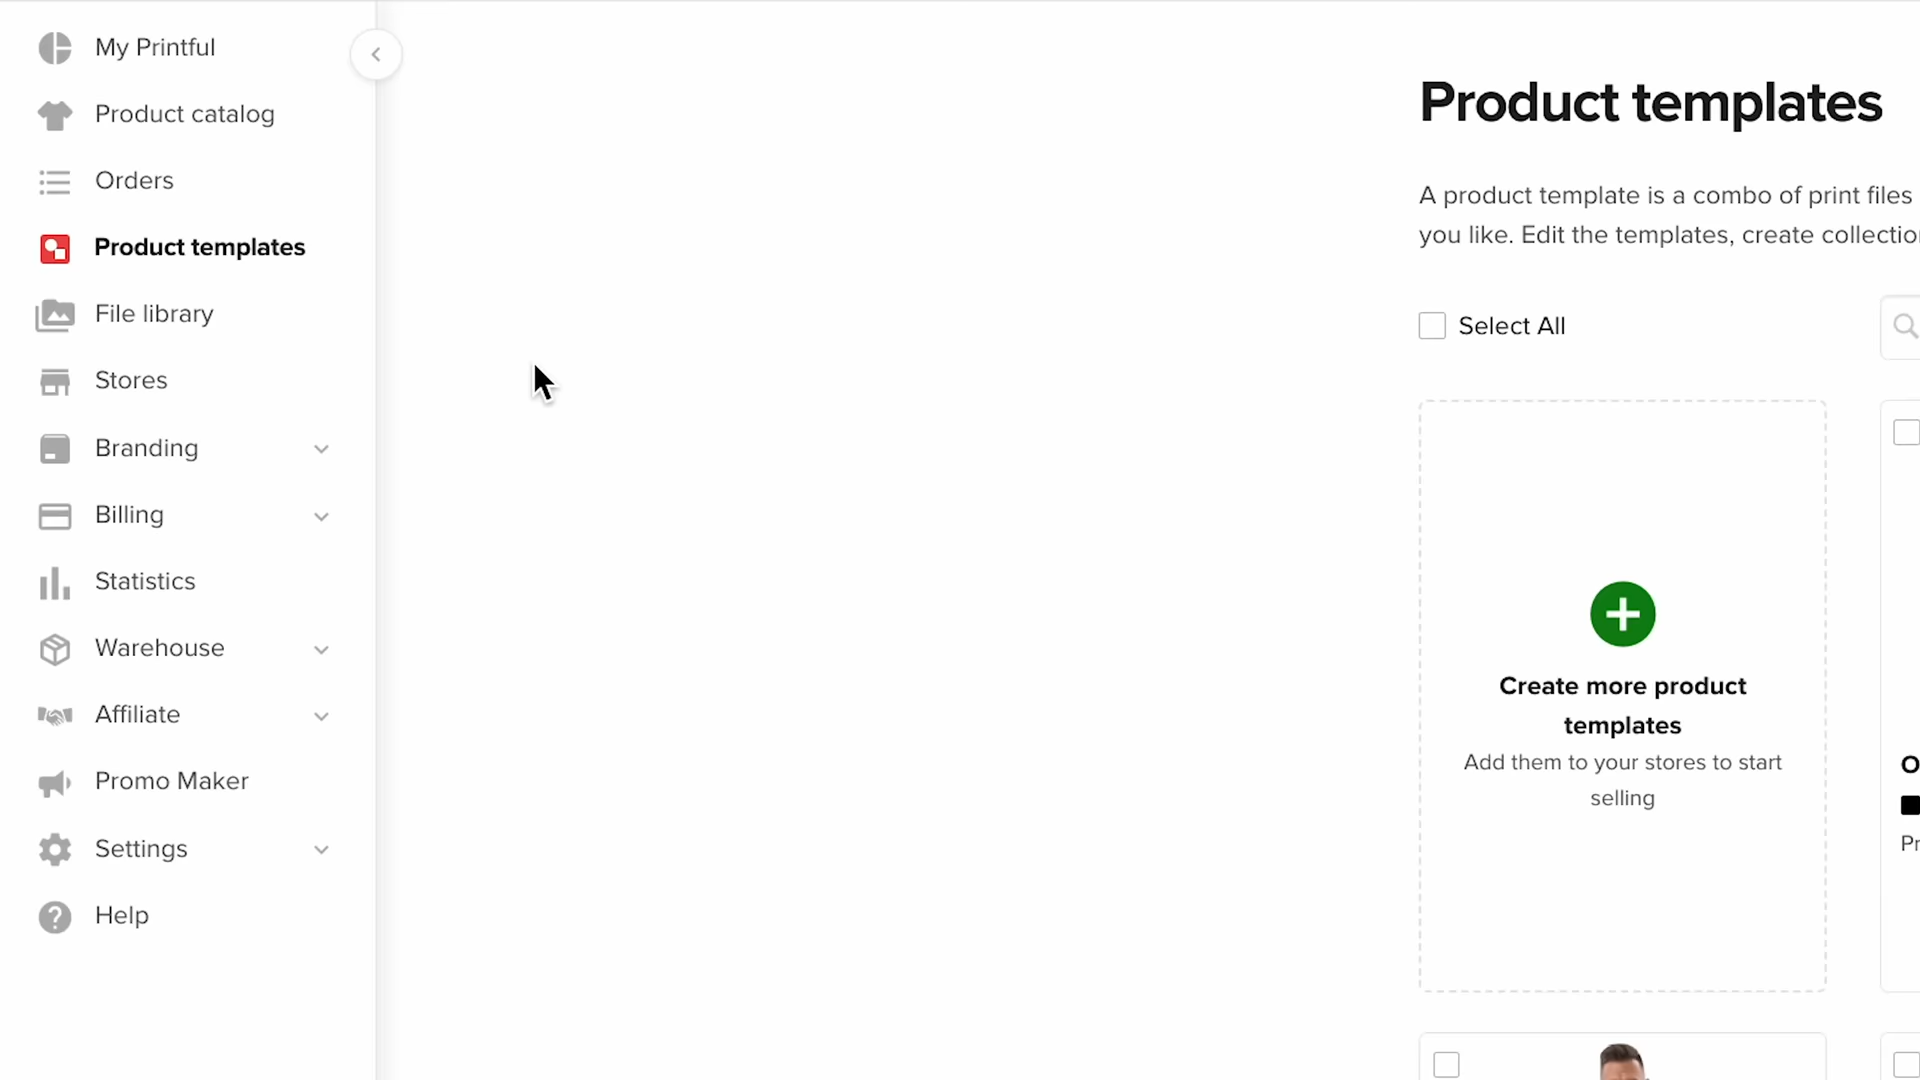 My Printful
Product catalog
Orders
Product templates
File library
Stores
Branding
Billing
Statistics
Warehouse
Affiliate
Promo Maker
Settings
Help
Product templates
A product template is a combo of print files
you like. Edit the templates, create collectio
Select All
Create more product
templates
Add them to your stores to start
selling
O
Pr